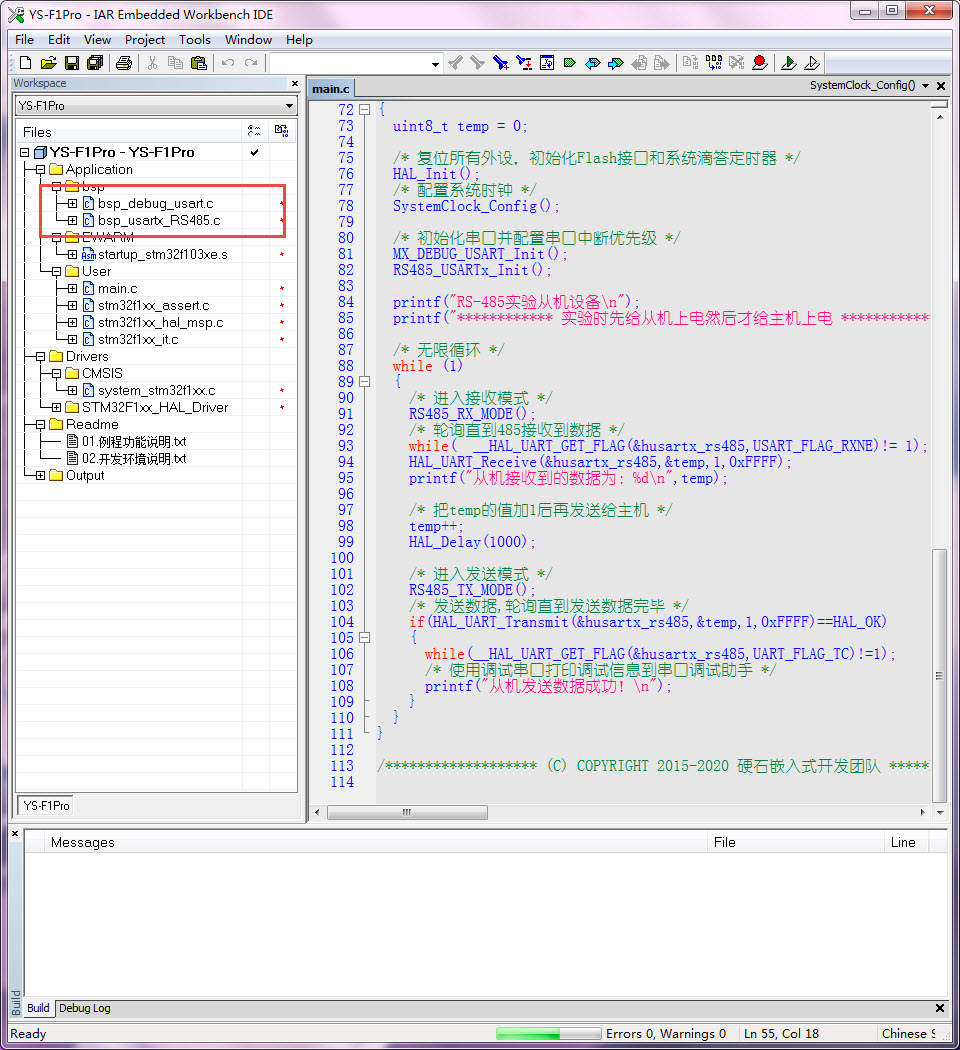 YS-F1Pro - IAR Embedded Workbench IDE
File Edit View Project Tools Window Help
Workspace
YS-F1Pro
Files
YS-F1Pro - YS-F1Pro
Application
bsp
bsp_debug_usart.c
bsp_usartx_RS485.c
EWARM
startup_stm32f103xe.s
User
main.c
stm32f1xx_assert.c
stm32f1xx_hal_msp.c
stm32f1xx_it.c
Drivers
CMSIS
system_stm32f1xx.c
STM32F1xx_HAL_Driver
Readme
01.例程功能说明.txt
02.开发环境说明.txt
Output
YS-F1Pro
main.c
SystemClock_Config()
72 {
73 uint8_t temp = 0;
74
75 /* 复位所有外设，初始化Flash接口和系统滴答定时器 */
76 HAL_Init();
77 /* 配置系统时钟 */
78 SystemClock_Config();
79
80 /* 初始化串口并配置串口中断优先级 */
81 MX_DEBUG_USART_Init();
82 RS485_USARTx_Init();
83
84 printf("RS-485实验从机设备\n");
85 printf("************ 实验时先给从机上电然后才给主机上电 ***********
86
87 /* 无限循环 */
88 while (1)
89 {
90 /* 进入接收模式 */
91 RS485_RX_MODE();
92 /* 轮询直到485接收到数据 */
93 while( __HAL_UART_GET_FLAG(&husartx_rs485,USART_FLAG_RXNE)!= 1);
94 HAL_UART_Receive(&husartx_rs485,&temp,1,0xFFFF);
95 printf("从机接收到的数据为：%d\n",temp);
96
97 /* 把temp的值加1后再发送给主机 */
98 temp++;
99 HAL_Delay(1000);
100
101 /* 进入发送模式 */
102 RS485_TX_MODE();
103 /* 发送数据,轮询直到发送数据完毕 */
104 if(HAL_UART_Transmit(&husartx_rs485,&temp,1,0xFFFF)==HAL_OK)
105 {
106 while(__HAL_UART_GET_FLAG(&husartx_rs485,UART_FLAG_TC)!=1);
107 /* 使用调试串口打印调试信息到串口调试助手 */
108 printf("从机发送数据成功！\n");
109 }
110 }
111 }
112
113 /******************* (C) COPYRIGHT 2015-2020 硬石嵌入式开发团队 *****
114
Messages File Line
Build
Build Debug Log
Ready Errors 0, Warnings 0 Ln 55, Col 18 Chinese